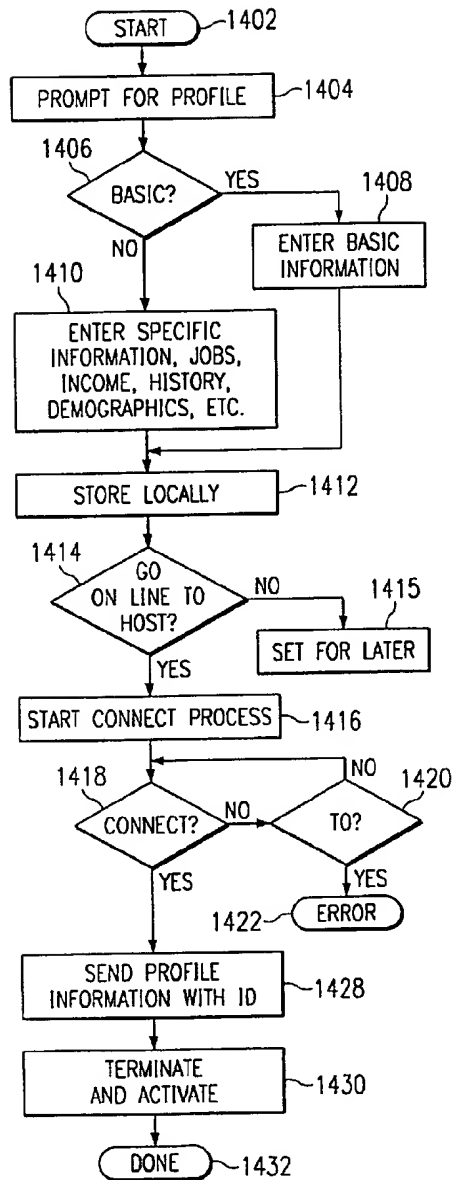 START
1402
PROMPT FOR PROFILE
1404
1406
BASIC?
YES
NO
1408
ENTER BASIC
INFORMATION
1410
ENTER SPECIFIC
INFORMATION, JOBS,
INCOME, HISTORY,
DEMOGRAPHICS, ETC.
STORE LOCALLY
1412
1414
GO
ON LINE TO
HOST?
NO
YES
1415
SET FOR LATER
START CONNECT PROCESS
1416
1418
CONNECT?
NO
YES
NO
1420
TO?
YES
1422
ERROR
SEND PROFILE
INFORMATION WITH ID
1428
TERMINATE
AND ACTIVATE
1430
DONE
1432